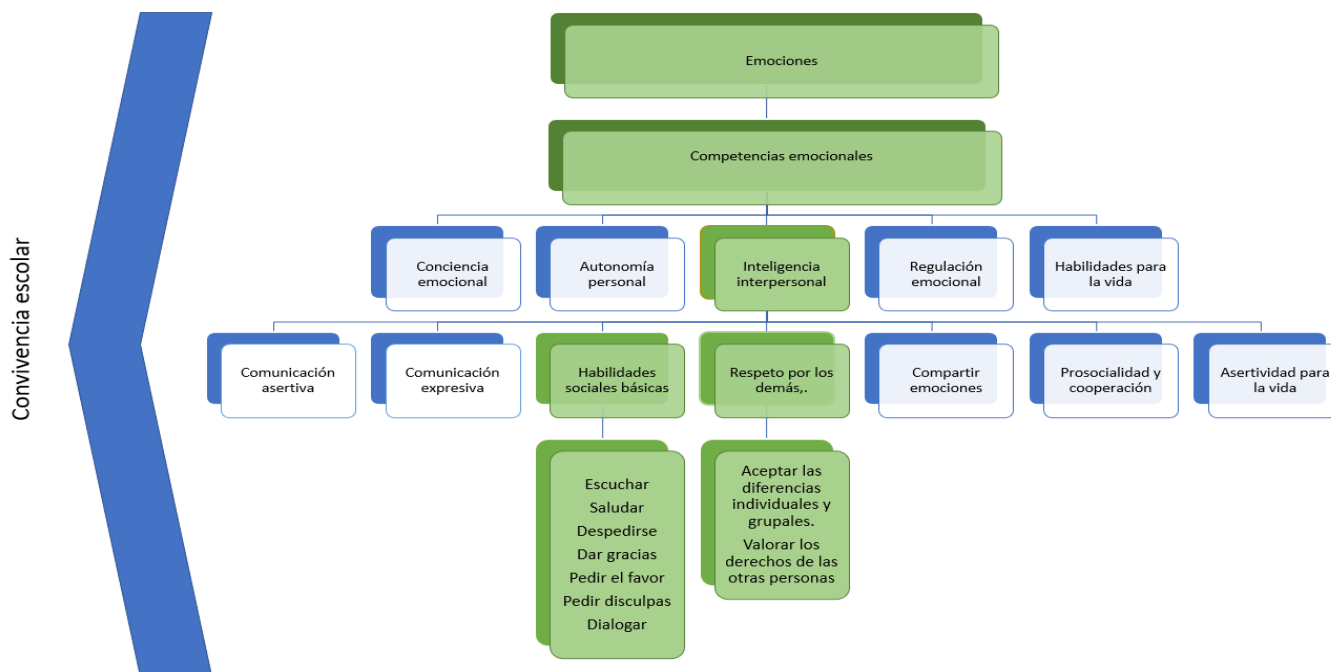 Convivencia escolar
Emociones
Competencias emocionales
Conciencia
emocional
Autonomía
personal
Inteligencia
interpersonal
Regulación
emocional
Habilidades para
la vida
Comunicación
asertiva
Comunicación
expresiva
Habilidades
sociales básicas
Respeto por los
demás,.
Compartir
emociones
Prosocialidad y
cooperación
Asertividad para
la vida
Escuchar
Saludar
Despedirse
Dar gracias
Pedir el favor
Pedir disculpas
Dialogar
Aceptar las
diferencias
individuales y
grupales.
Valorar los
derechos de las
otras personas